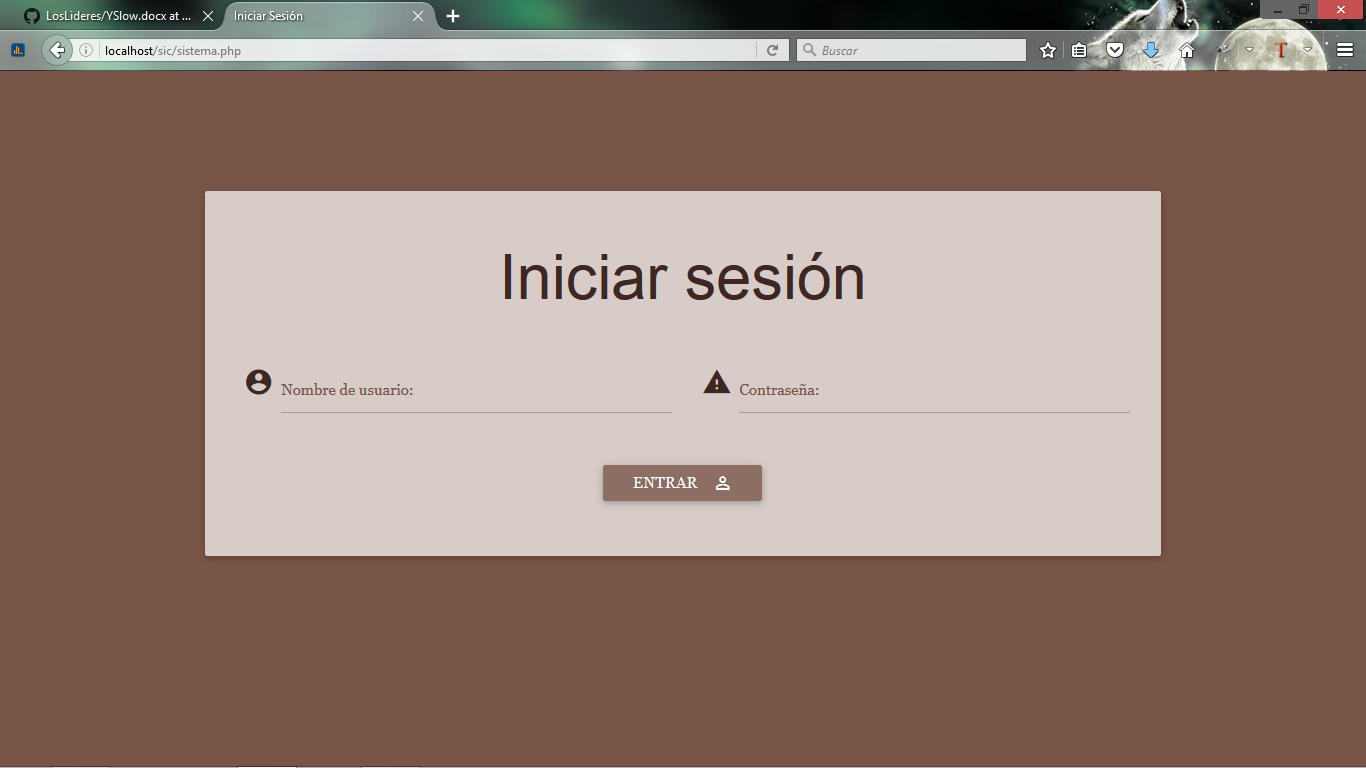 LosLideres/YSlow.docx at ...
Iniciar Sesión
localhost/sic/sistema.php
Buscar
Iniciar sesión
Nombre de usuario:
Contraseña:
ENTRAR